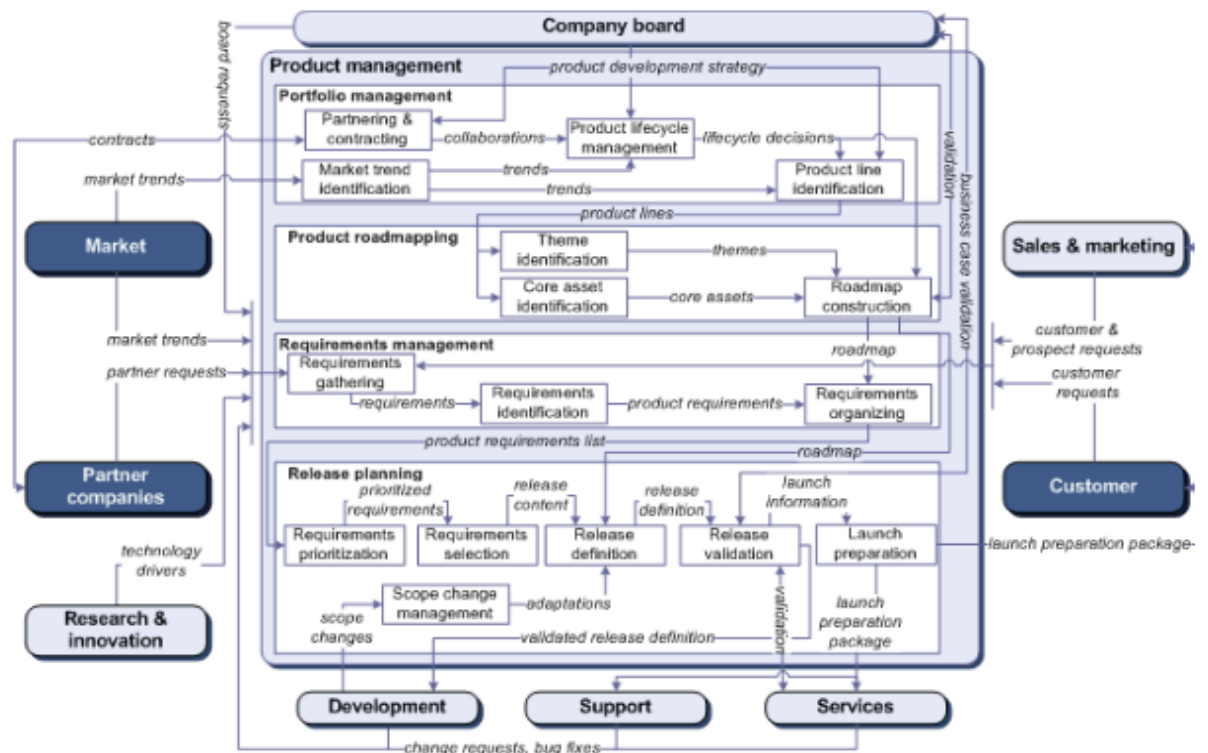 Company board
board requests
Product management
product development strategy
Portfolio management
Partnering &
contracting
collaborations
Product lifecycle
management
lifecycle decisions
contracts
Market trend
identification
trends
trends
Product line
identification
market trends
validation
business case validation
product lines
Market
Product roadmapping
Theme
identification
themes
Sales & marketing
Core asset
identification
core assets
Roadmap
construction
market trends
Requirements management
roadmap
customer &
prospect requests
partner requests
Requirements
gathering
customer
requests
requirements
Requirements
identification
product requirements
Requirements
organizing
product requirements list
roadmap
Partner
companies
Release planning
prioritized
requirements
release
content
release
definition
launch
information
Customer
Requirements
prioritization
Requirements
selection
Release
definition
Release
validation
Launch
preparation
launch preparation package
technology
drivers
Research &
innovation
scope
changes
Scope change
management
adaptations
validation
launch
preparation
package
validated release definition
Development
Support
Services
change requests, bug fixes